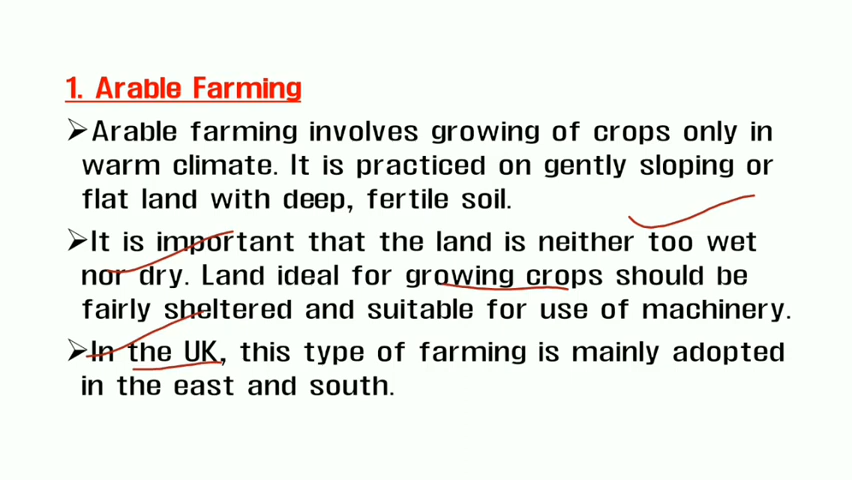 1. Arable Farming
➢Arable farming involves growing of crops only in
warm climate. It is practiced on gently sloping or
flat land with deep, fertile soil.
➢It is important that the land is neither too wet
nor dry. Land ideal for growing crops should be
fairly sheltered and suitable for use of machinery.
➢In the UK, this type of farming is mainly adopted
in the east and south.